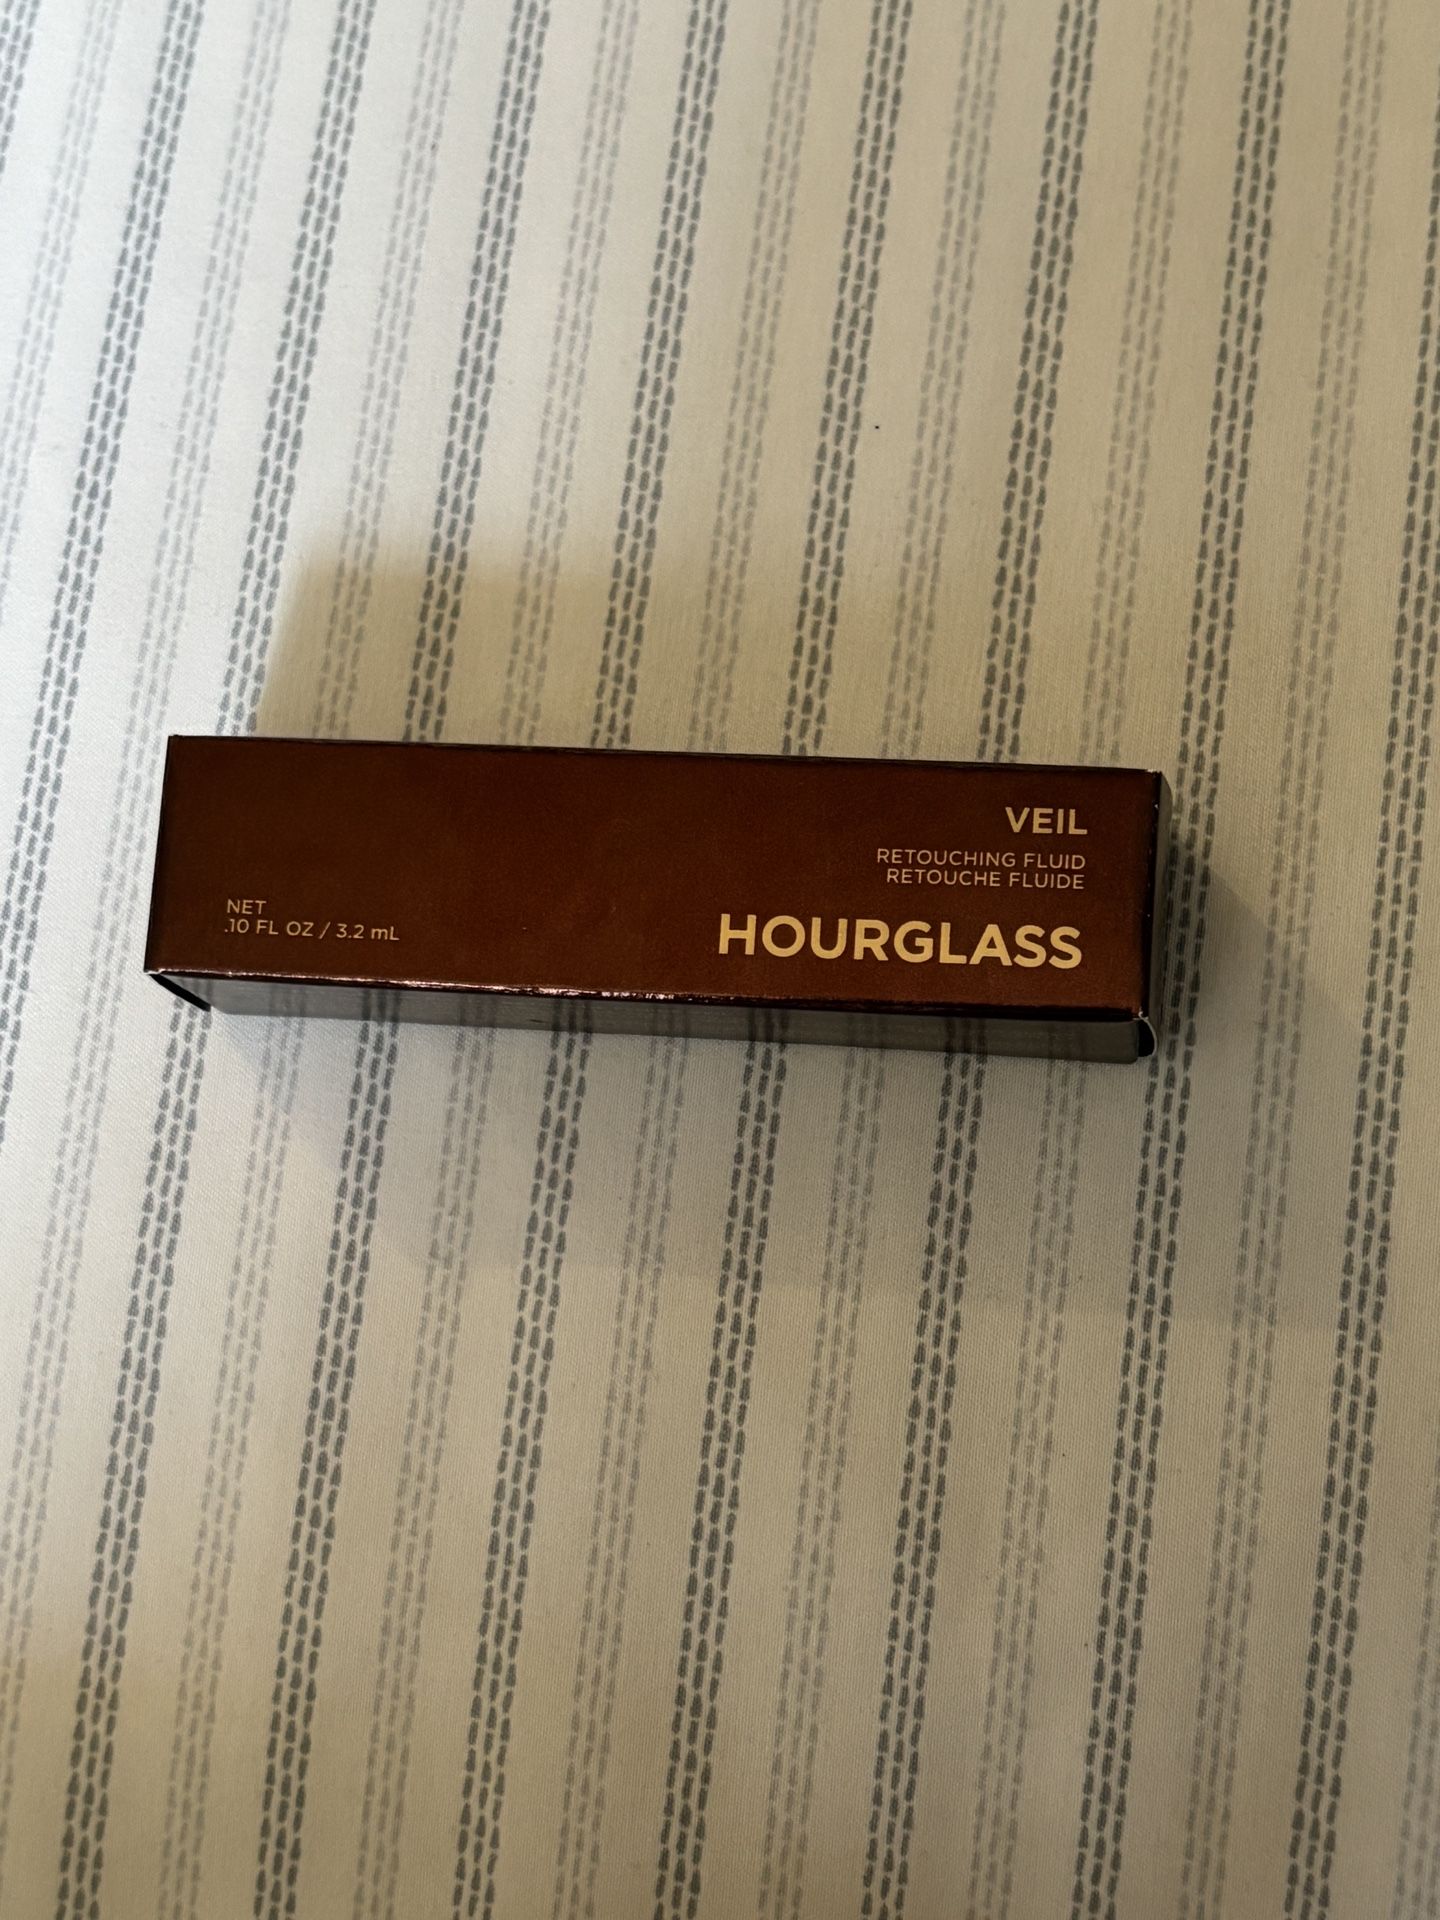 VEIL
RETOUCHING FLUID
RETOUCHE FLUIDE
HOURGLASS
NET
.10 FL OZ / 3.2 mL